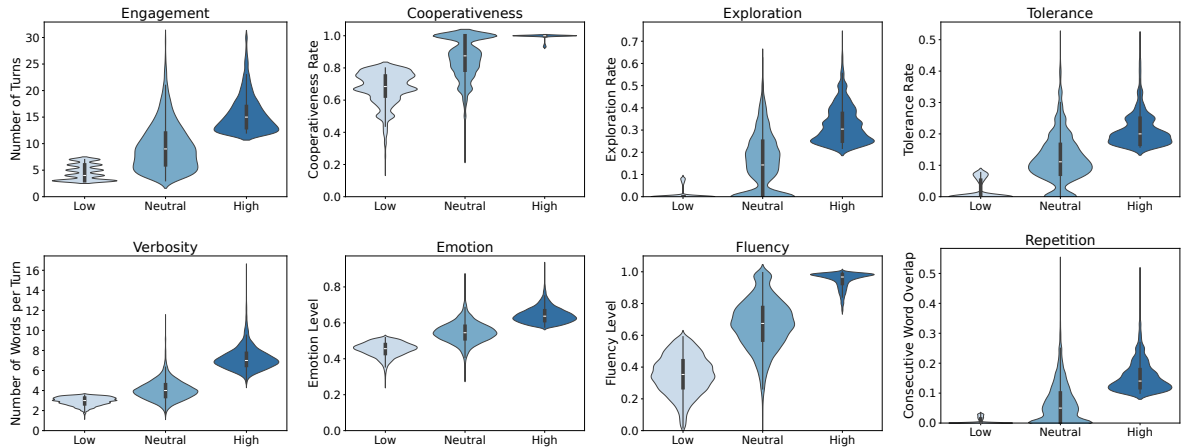 Engagement
Number of Turns
30
25
20
15
10
5
0
Low Neutral High
Cooperativeness
Cooperativeness Rate
1.0
0.8
0.6
0.4
0.2
0.0
Low Neutral High
Exploration
Exploration Rate
0.7
0.6
0.5
0.4
0.3
0.2
0.1
0.0
Low Neutral High
Tolerance
Tolerance Rate
0.5
0.4
0.3
0.2
0.1
0.0
Low Neutral High
Verbosity
Number of Words per Turn
16
14
12
10
8
6
4
2
0
Low Neutral High
Emotion
Emotion Level
0.8
0.6
0.4
0.2
0.0
Low Neutral High
Fluency
Fluency Level
1.0
0.8
0.6
0.4
0.2
0.0
Low Neutral High
Repetition
Consecutive Word Overlap
0.5
0.4
0.3
0.2
0.1
0.0
Low Neutral High